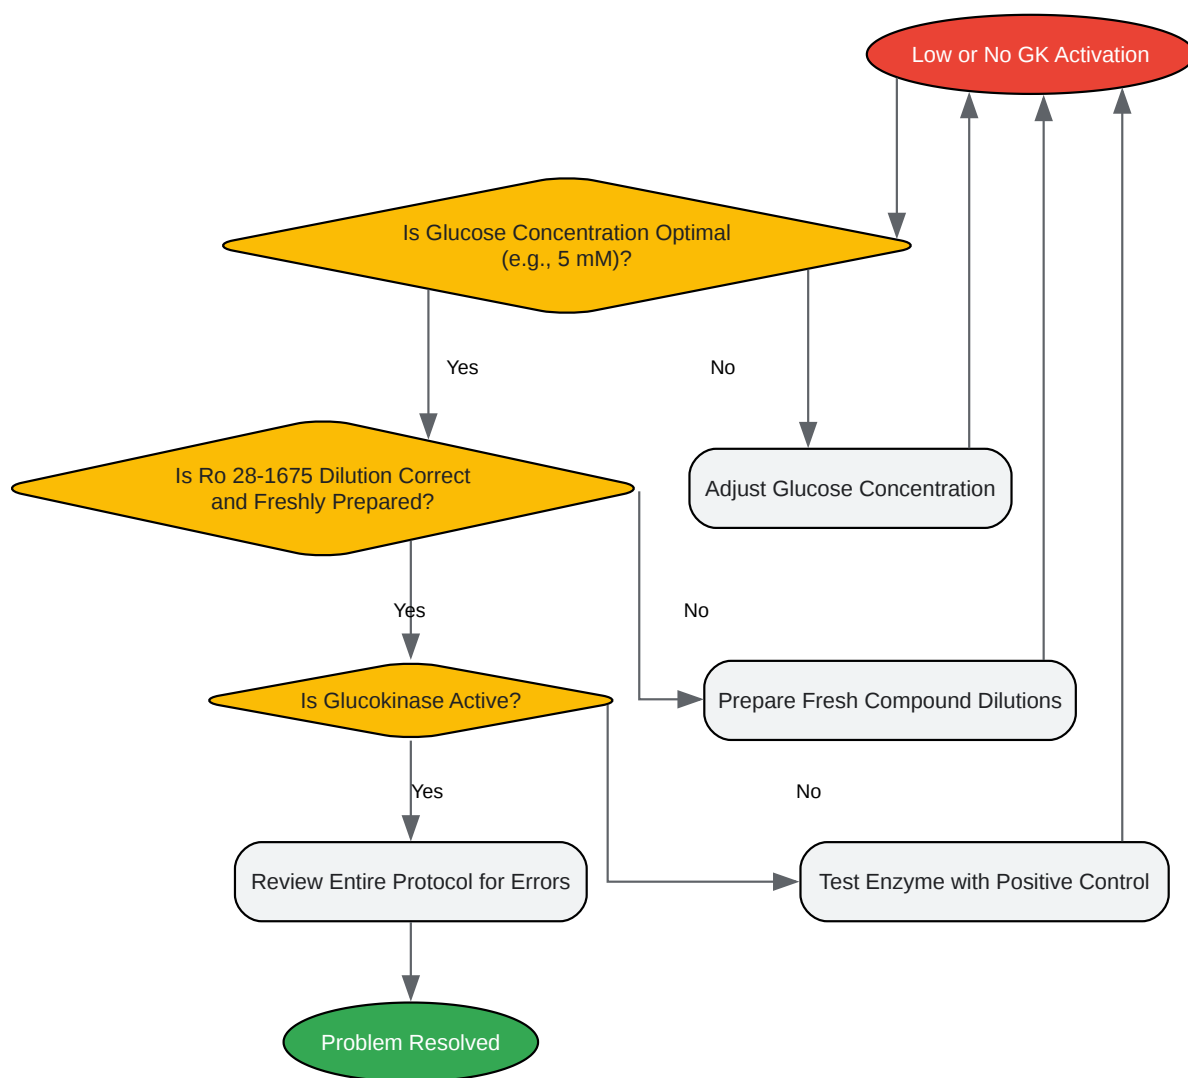 Low or No GK Activation
Is Glucose Concentration Optimal
(e.g., 5 mM)?
Yes
No
Is Ro 28-1675 Dilution Correct
and Freshly Prepared?
Adjust Glucose Concentration
Yes
No
Is Glucokinase Active?
Prepare Fresh Compound Dilutions
Yes
No
Review Entire Protocol for Errors
Test Enzyme with Positive Control
Problem Resolved